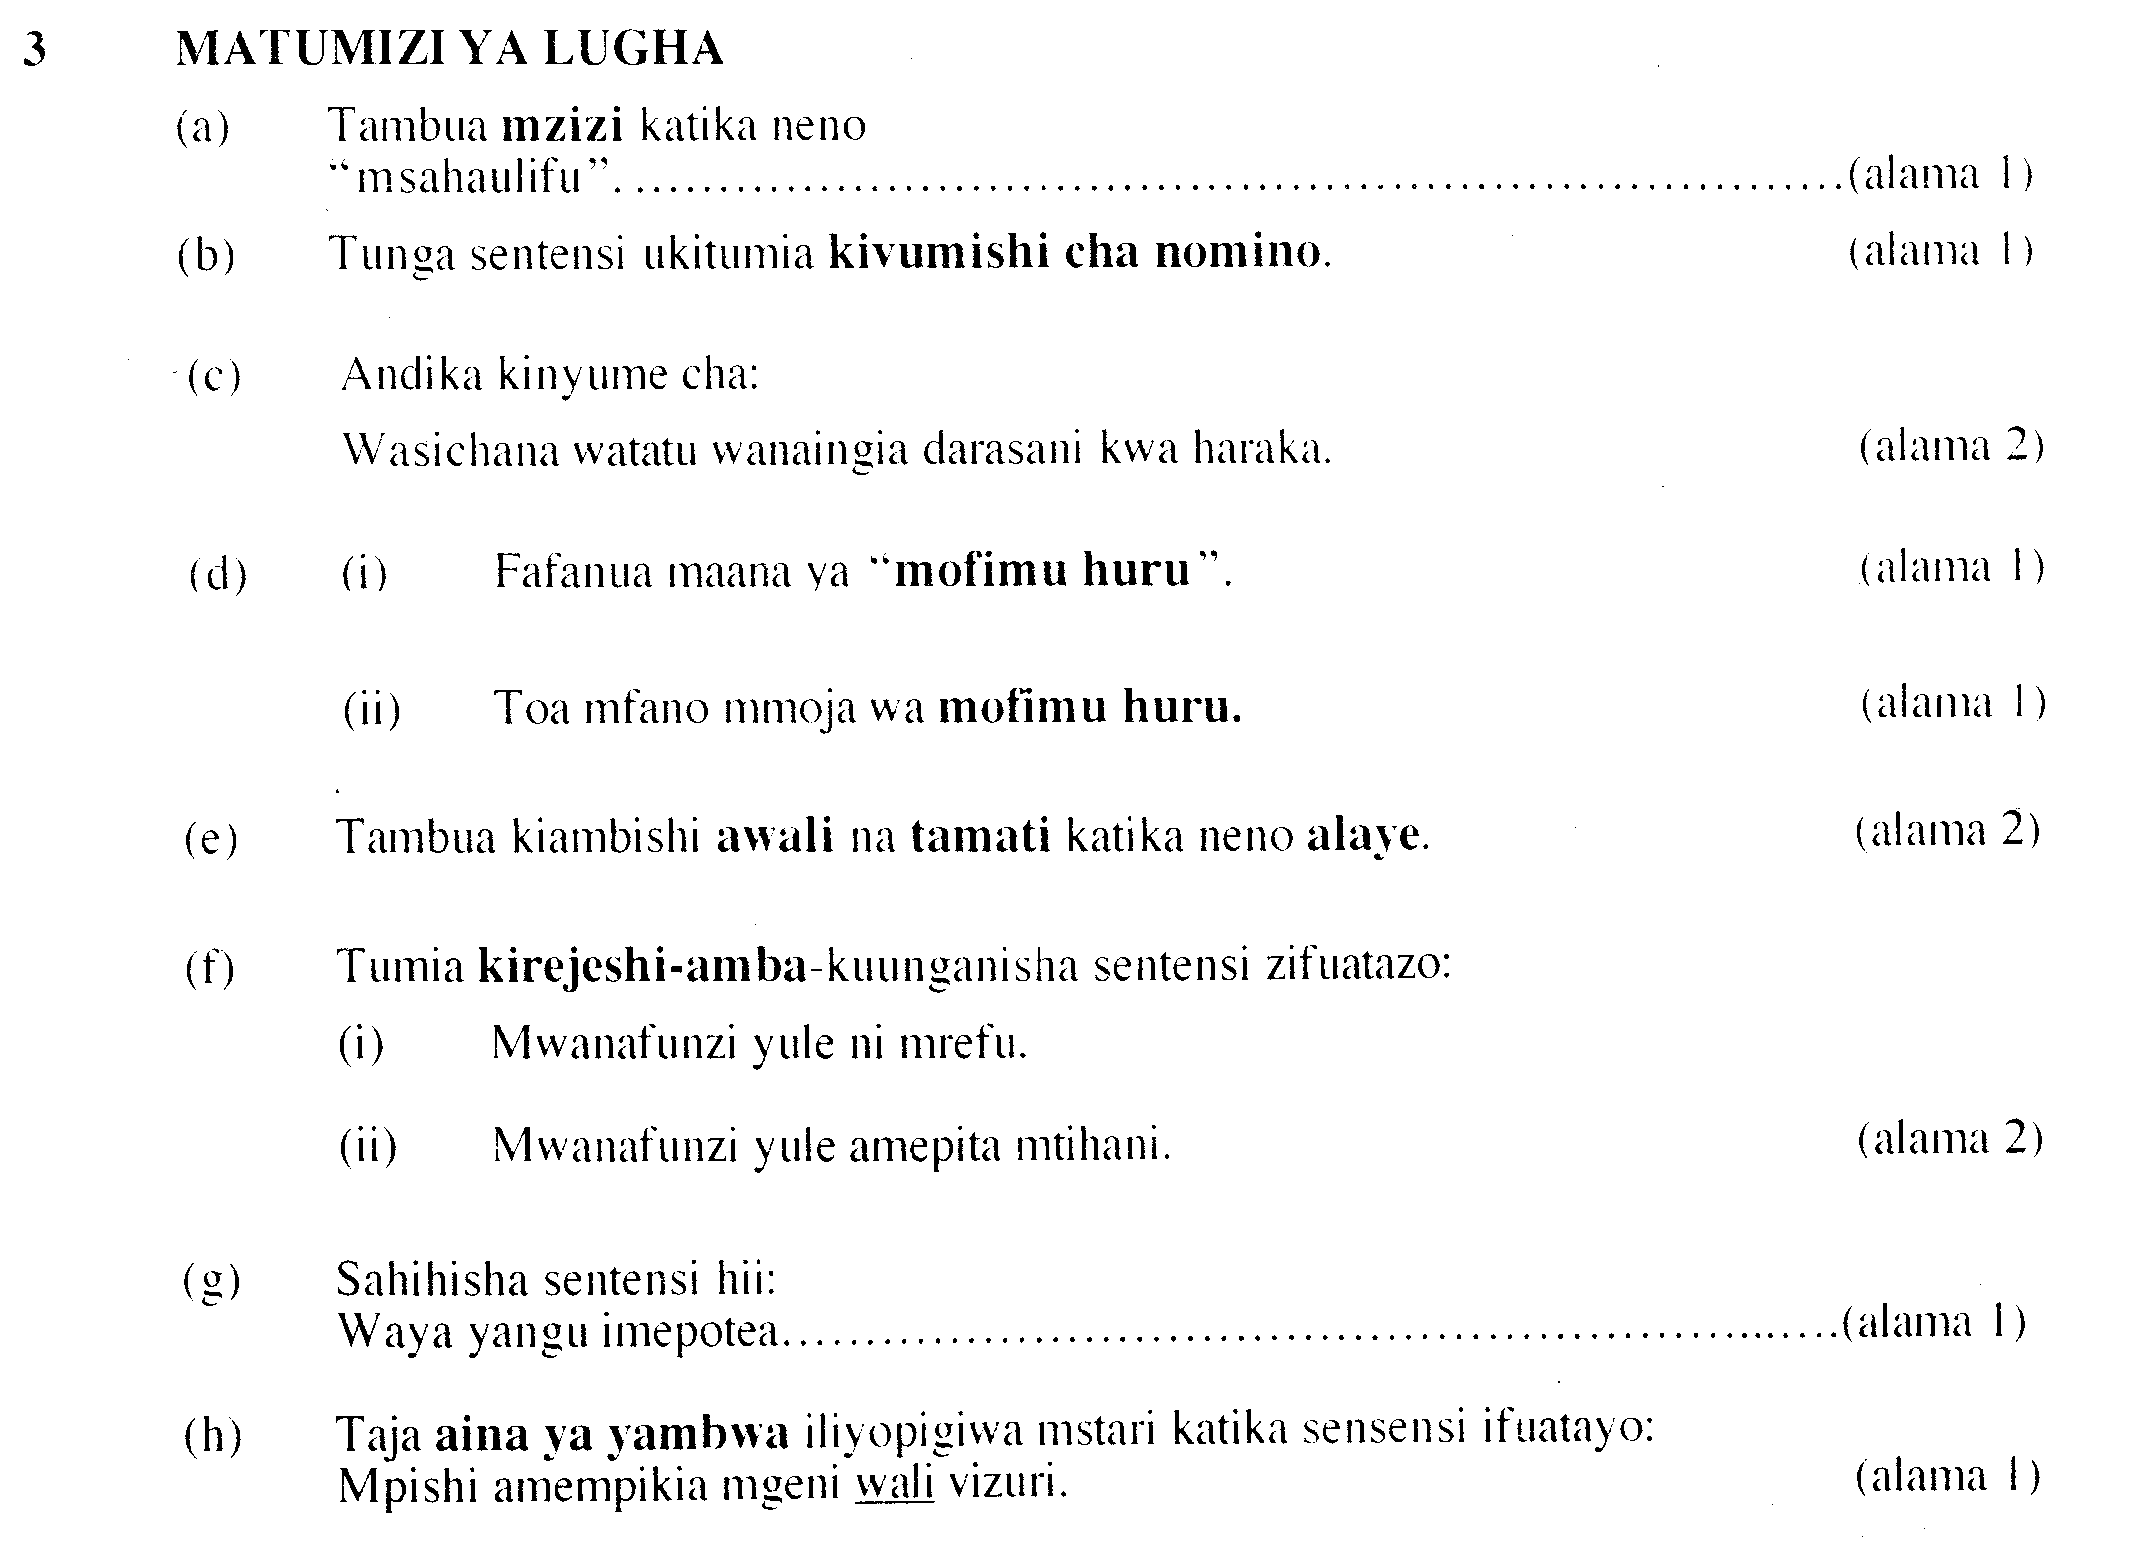 3 MATUMIZI YA LUGHA
(a) Tambua mzizi katika neno
“msahaulifu”..........................................................................(alama 1)
(b) Tunga sentensi ukitumia kivumishi cha nomino. (alama 1)
(c) Andika kinyume cha:
Wasichana watatu wanaingia darasani kwa haraka. (alama 2)
(d) (i) Fafanua maana ya “mofimu huru”. (alama 1)
(ii) Toa mfano mmoja wa mofimu huru. (alama 1)
(e) Tambua kiambishi awali na tamati katika neno alaye. (alama 2)
(f) Tumia kirejeshi-amba-kuunganisha sentensi zifuatazo:
(i) Mwanafunzi yule ni mrefu.
(ii) Mwanafunzi yule amepita mtihani. (alama 2)
(g) Sahihisha sentensi hii:
Waya yangu imepotea................................................................(alama 1)
(h) Taja aina ya yambwa iliyopigiwa mstari katika sensensi ifuatayo:
Mpishi amempikia mgeni wali vizuri. (alama 1)